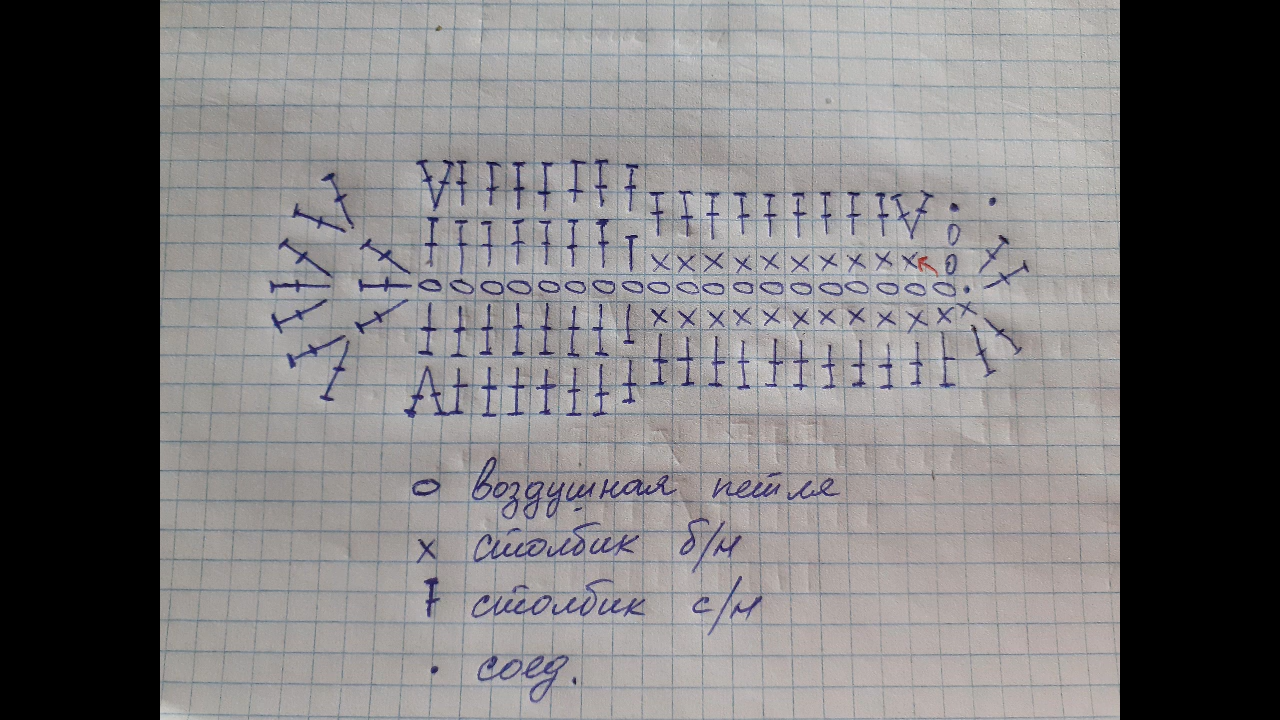 о воздушная петля
х столбик б/н
столбик с/н
. соед.